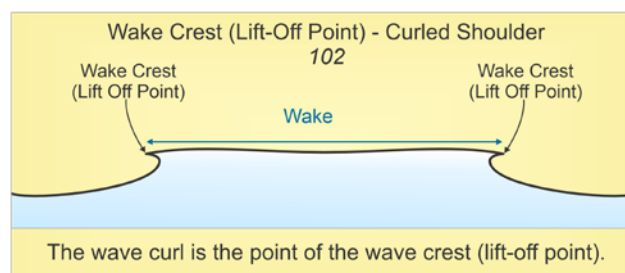 Wake Crest (Lift-Off Point) - Curled Shoulder
102
Wake Crest
(Lift Off Point)
Wake Crest
(Lift Off Point)
Wake
The wave curl is the point of the wave crest (lift-off point).